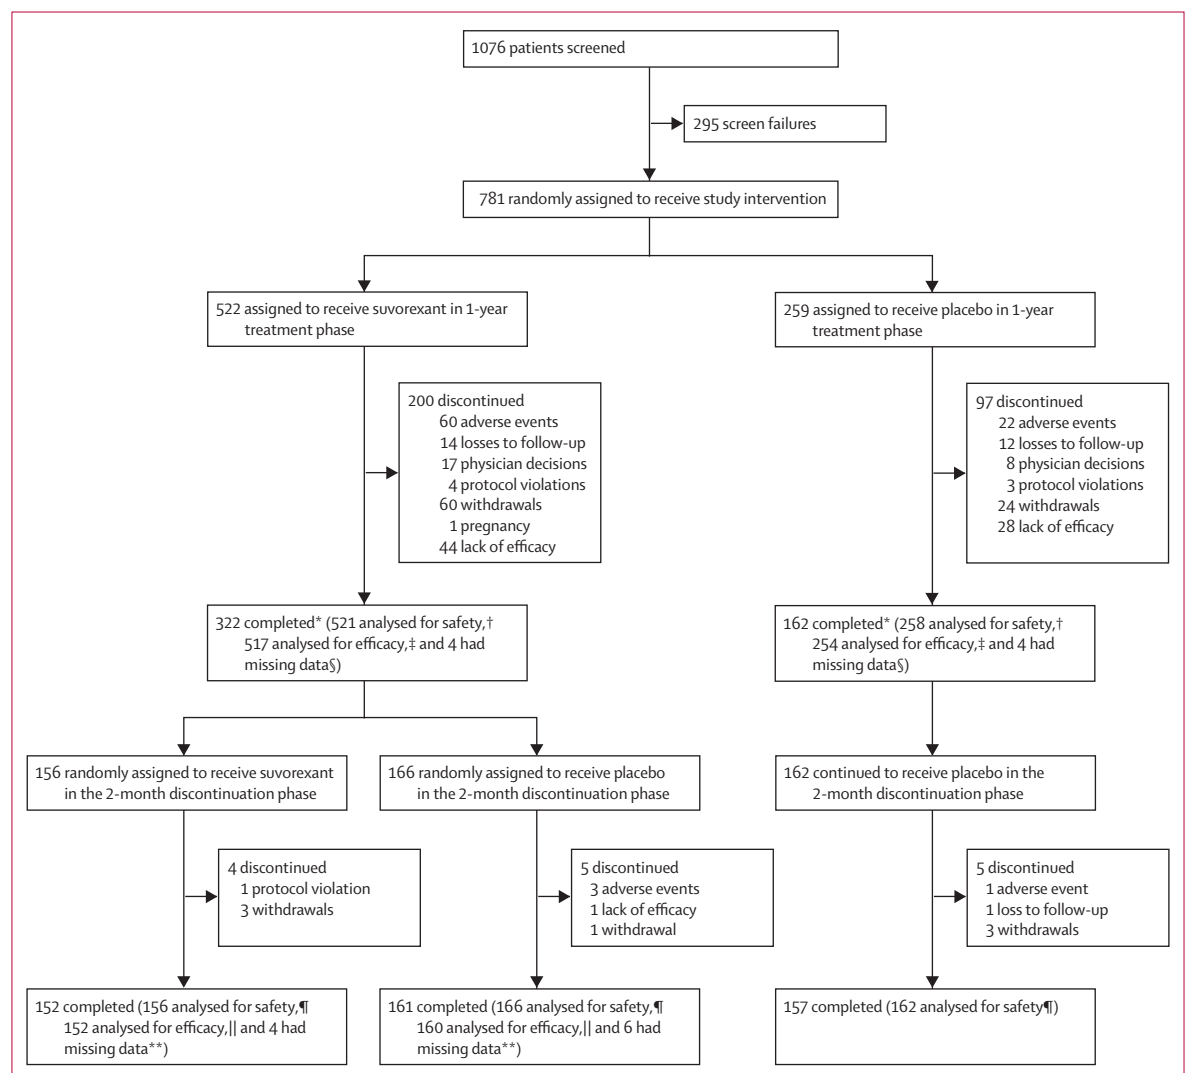 1076 patients screened
295 screen failures
781 randomly assigned to receive study intervention
522 assigned to receive suvorexant in 1-year
treatment phase
259 assigned to receive placebo in 1-year
treatment phase
200 discontinued
60 adverse events
14 losses to follow-up
17 physician decisions
4 protocol violations
60 withdrawals
1 pregnancy
44 lack of efficacy
97 discontinued
22 adverse events
12 losses to follow-up
8 physician decisions
3 protocol violations
24 withdrawals
28 lack of efficacy
322 completed* (521 analysed for safety,†
517 analysed for efficacy,‡ and 4 had
missing data§)
162 completed* (258 analysed for safety,†
254 analysed for efficacy,‡ and 4 had
missing data§)
156 randomly assigned to receive suvorexant
in the 2-month discontinuation phase
166 randomly assigned to receive placebo
in the 2-month discontinuation phase
162 continued to receive placebo in the
2-month discontinuation phase
4 discontinued
1 protocol violation
3 withdrawals
5 discontinued
3 adverse events
1 lack of efficacy
1 withdrawal
5 discontinued
1 adverse event
1 loss to follow-up
3 withdrawals
152 completed (156 analysed for safety,¶
152 analysed for efficacy,|| and 4 had
missing data**)
161 completed (166 analysed for safety,¶
160 analysed for efficacy,|| and 6 had
missing data**)
157 completed (162 analysed for safety¶)